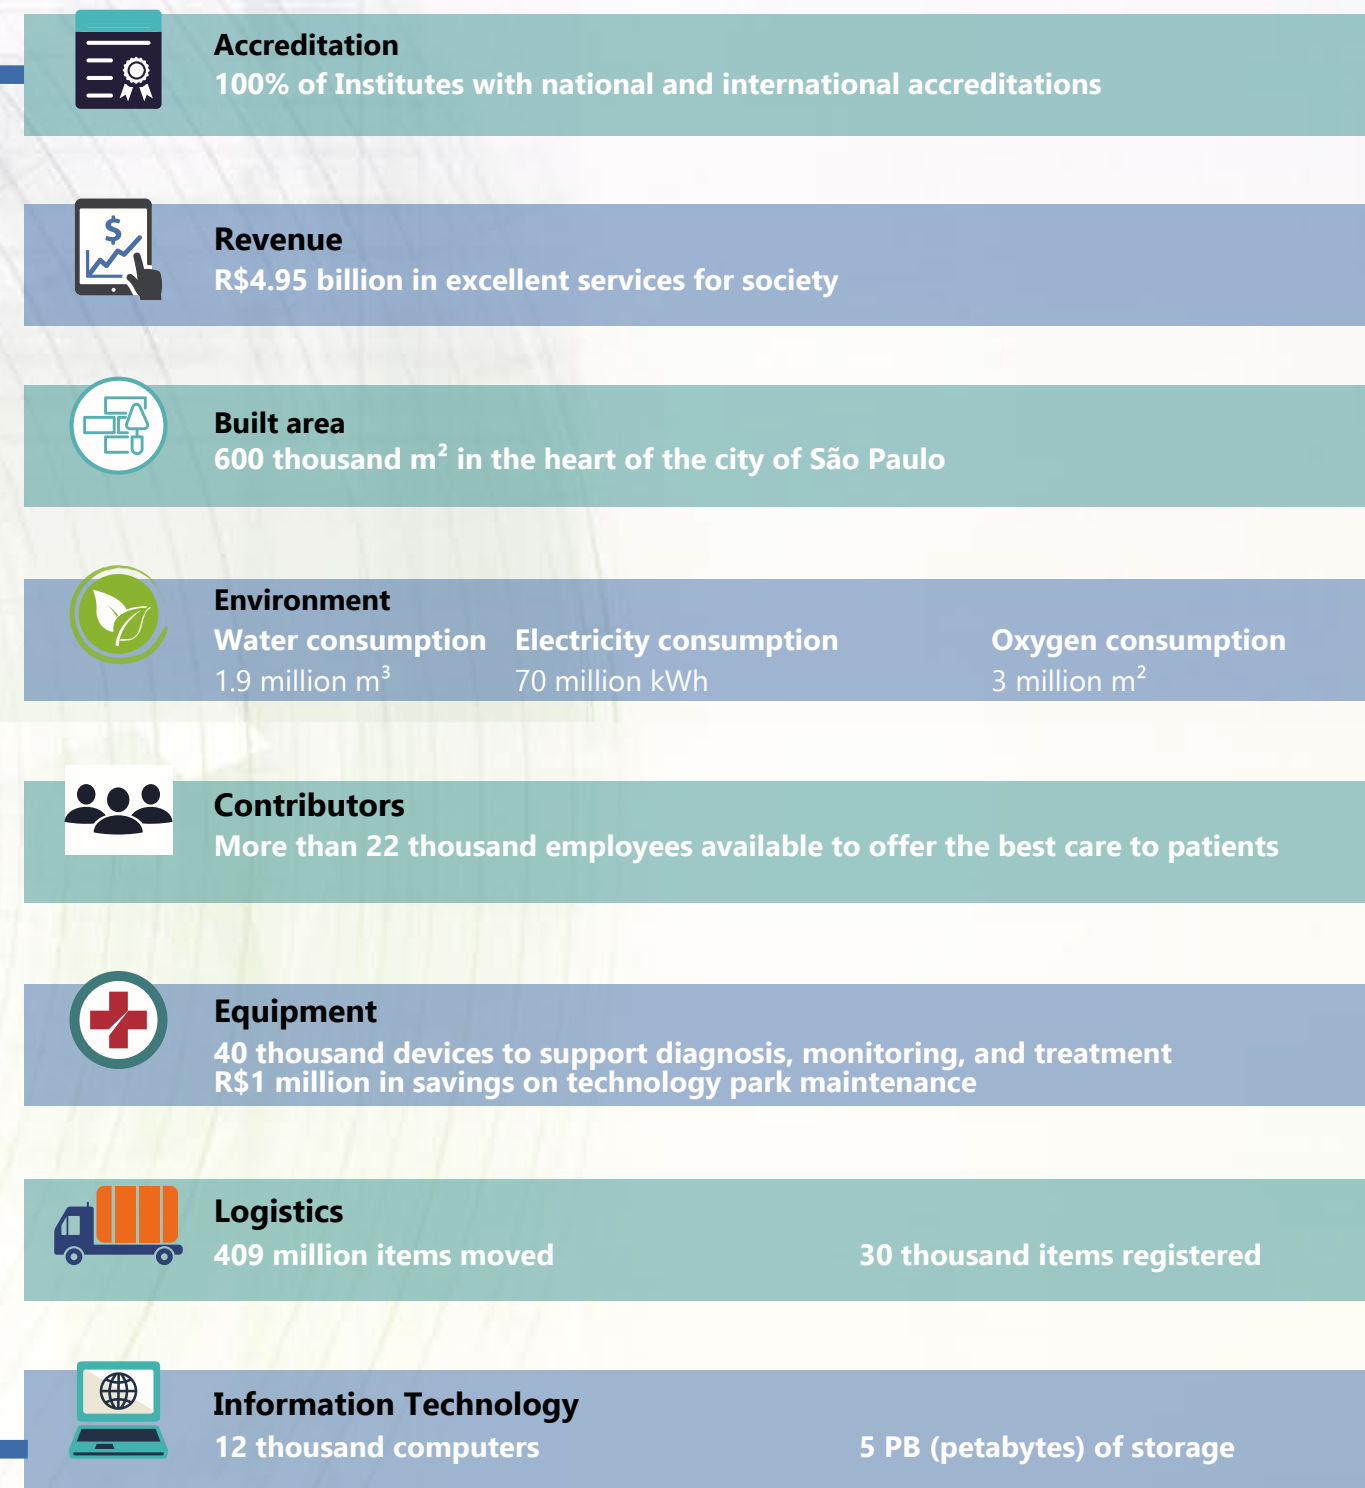 Accreditation
100% of Institutes with national and international accreditations
$
Revenue
R$4.95 billion in excellent services for society
Built area
600 thousand m² in the heart of the city of São Paulo
Environment
Water consumption Electricity consumption Oxygen consumption
1.9 million m³ 70 million kWh 3 million m²
Contributors
More than 22 thousand employees available to offer the best care to patients
Equipment
40 thousand devices to support diagnosis, monitoring, and treatment
R$1 million in savings on technology park maintenance
Logistics
409 million items moved 30 thousand items registered
Information Technology
12 thousand computers 5 PB (petabytes) of storage